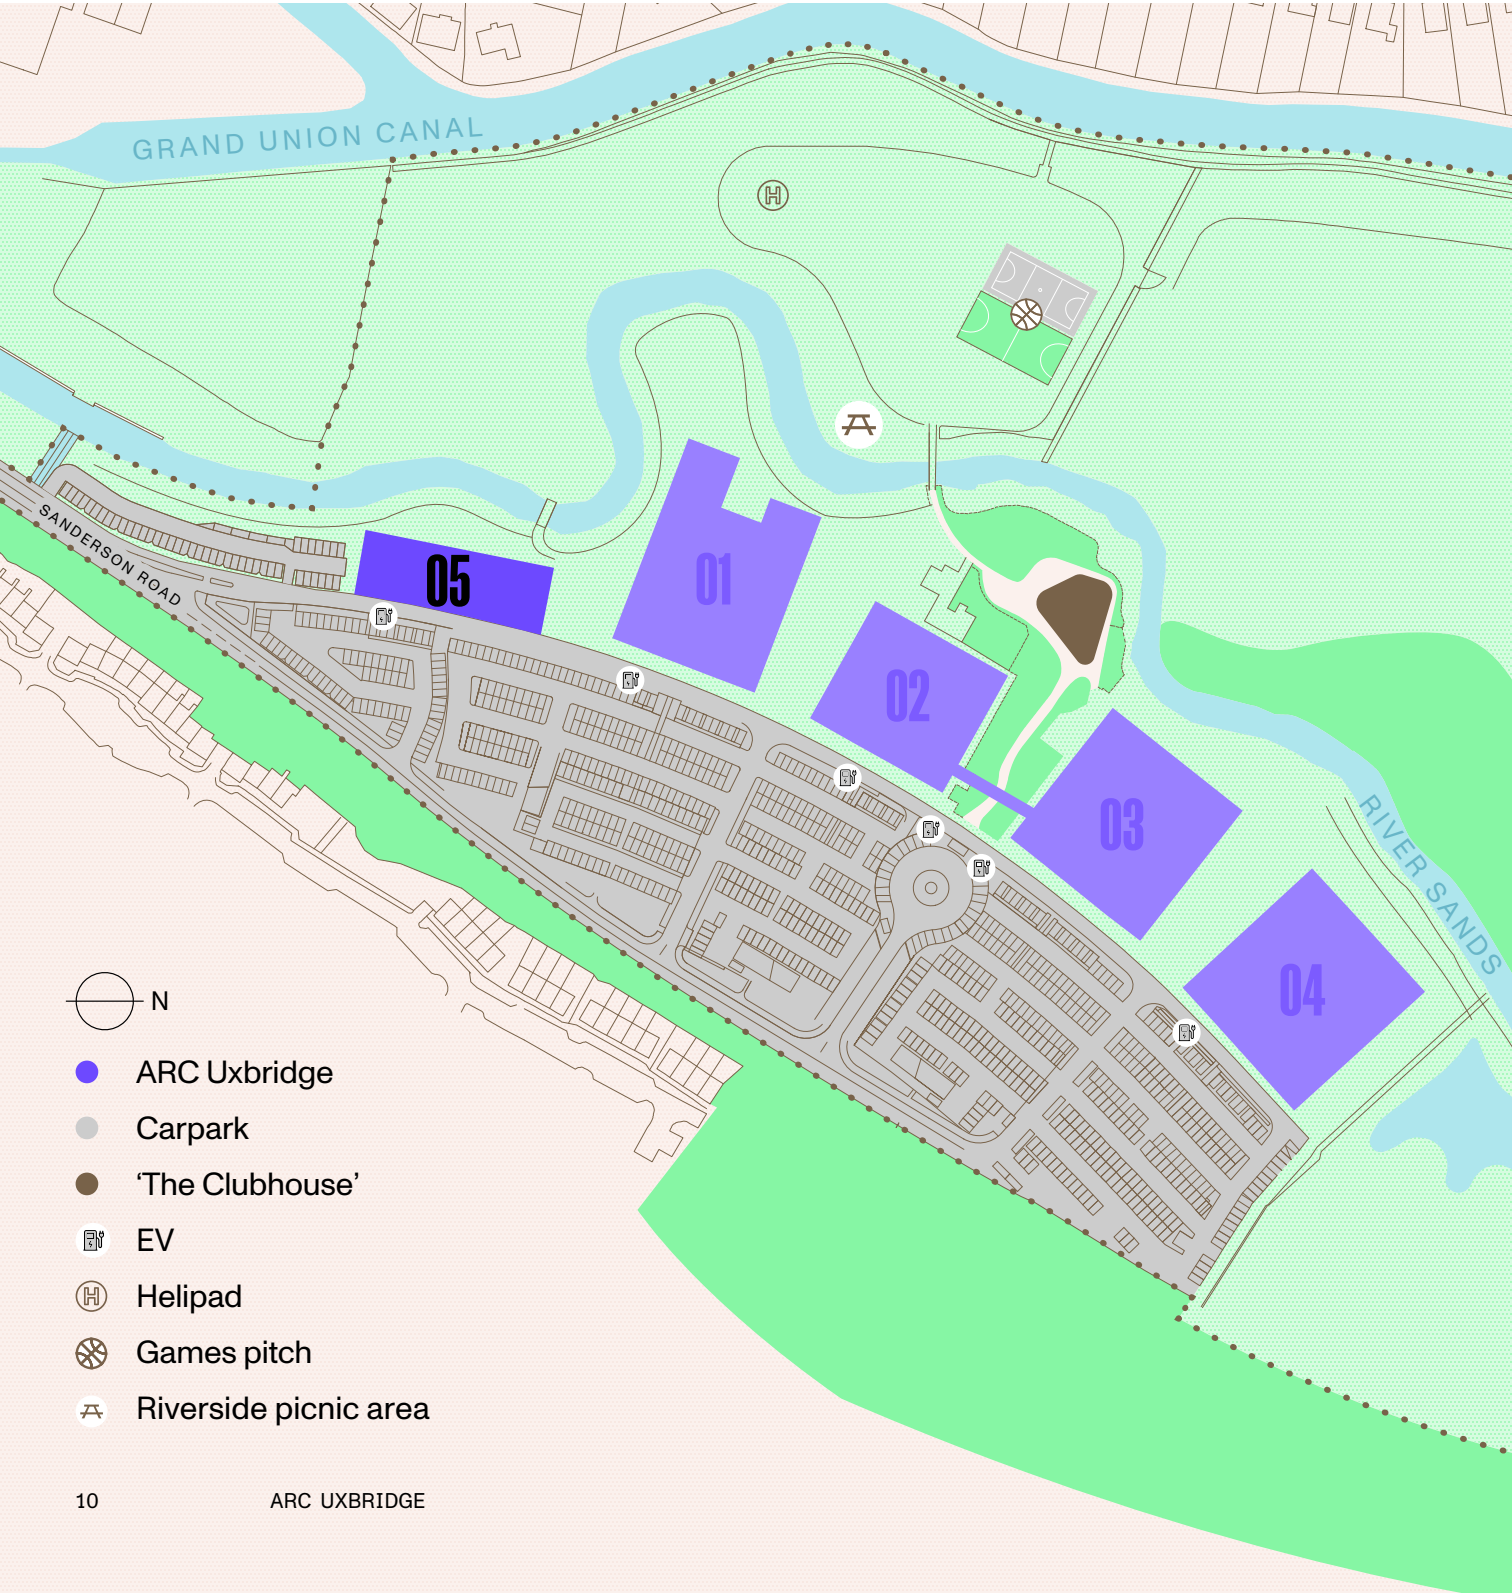 GRAND UNION CANAL
H
SANDERSON ROAD
05
01
02
03
04
RIVER SANDS
N
ARC Uxbridge
Carpark
‘The Clubhouse’
EV
H Helipad
Games pitch
Riverside picnic area
10 ARC UXBRIDGE